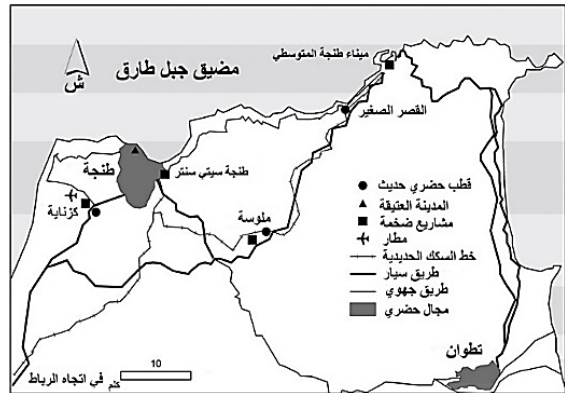 ميناء طنجة المتوسطي
مضيق جبل طارق
ش
القصر الصغير
طنجة
طنجة سيتي سنتر
كزناية
ملوسة
قطب حضري حديث
المدينة العتيقة
مشاريع ضخمة
مطار
خط السكك الحديدية
طريق سيار
طريق جهوي
مجال حضري
تطوان
10
كلم
في اتجاه الرباط